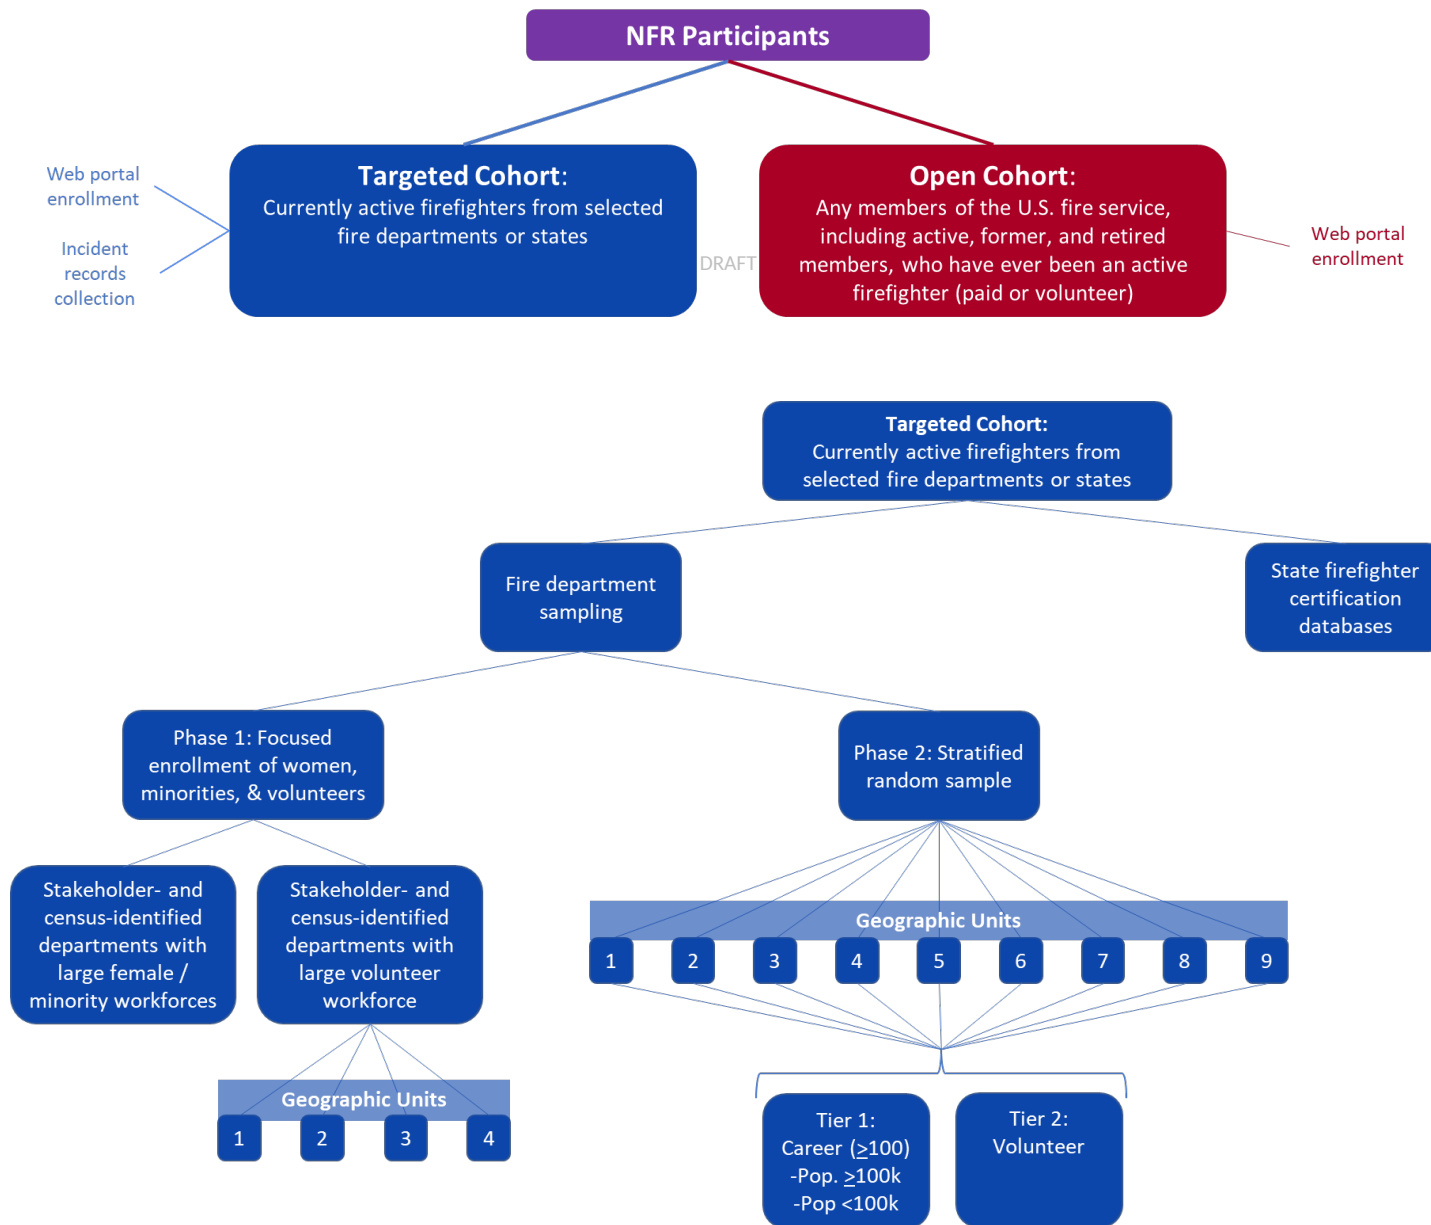 NFR Participants
Web portal
enrollment
Incident
records
collection
Targeted Cohort:
Currently active firefighters from selected
fire departments or states
DRAFT
Open Cohort:
Any members of the U.S. fire service,
including active, former, and retired
members, who have ever been an active
firefighter (paid or volunteer)
Web portal
enrollment
Targeted Cohort:
Currently active firefighters from
selected fire departments or states
Fire department
sampling
State firefighter
certification
databases
Phase 1: Focused
enrollment of women,
minorities, & volunteers
Phase 2: Stratified
random sample
Stakeholder- and
census-identified
departments with
large female /
minority workforces
Stakeholder- and
census-identified
departments with
large volunteer
workforce
Geographic Units
1 2 3 4 5 6 7 8 9
Geographic Units
1 2 3 4
Tier 1:
Career (≥100)
-Pop. ≥100k
-Pop <100k
Tier 2:
Volunteer